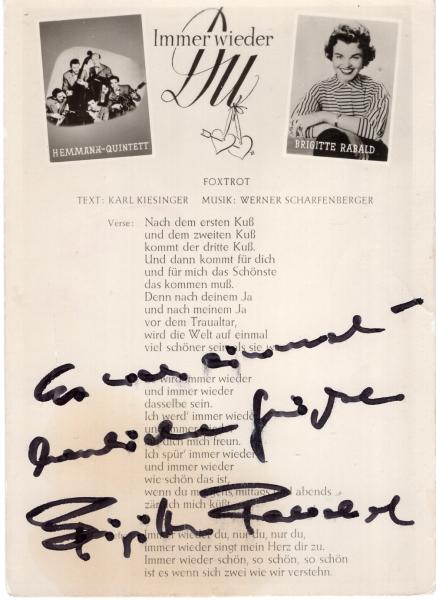 Immer wieder
Du
HEMMANN-QUINTETT
BRIGITTE RABALD
FOXTROT
TEXT: KARL KIESINGER MUSIK: WERNER SCHARFENBERGER
Verse: Nach dem ersten Kuß
und dem zweiten Kuß
kommt der dritte Kuß.
Und dann kommt für dich
und für mich das Schönste
das kommen muß.
Denn nach deinem Ja
und nach meinem Ja
vor dem Traualtar,
wird die Welt auf einmal
viel schöner sein als sie
Es war einmal –
wird immer wieder
und immer wieder
dasselbe sein.
Ich werd' immer wieder
und immer wieder
herzliche Grüße
dich mich freun.
Ich spür' immer wieder
und immer wieder
wie schön das ist,
wenn du mittags und abends
zärtlich mich küßt.
Brigitte Rabald
Immer wieder du, nur du, nur du,
immer wieder singt mein Herz dir zu.
Immer wieder schön, so schön, so schön
ist es wenn sich zwei wie wir verstehn.